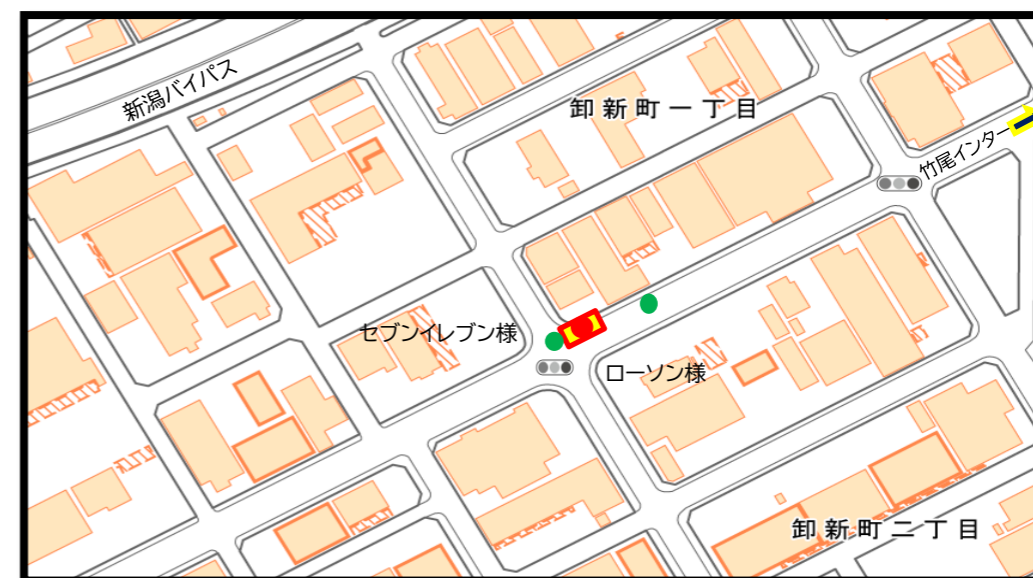 新潟バイパス
卸新町一丁目
竹尾インター
セブンイレブン様
ローソン様
卸新町二丁目